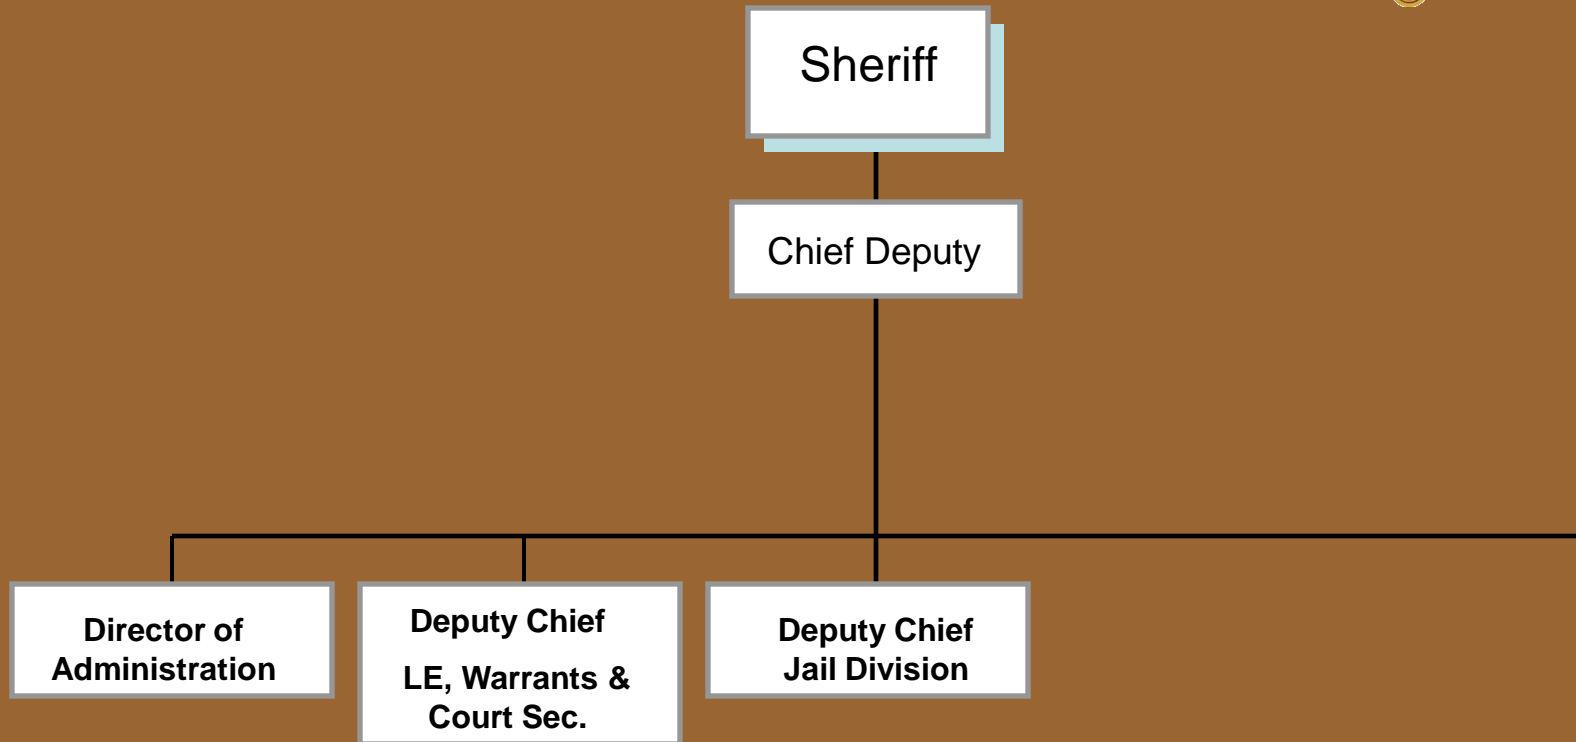 Sheriff
Chief Deputy
Director of
Administration
Deputy Chief
LE, Warrants &
Court Sec.
Deputy Chief
Jail Division